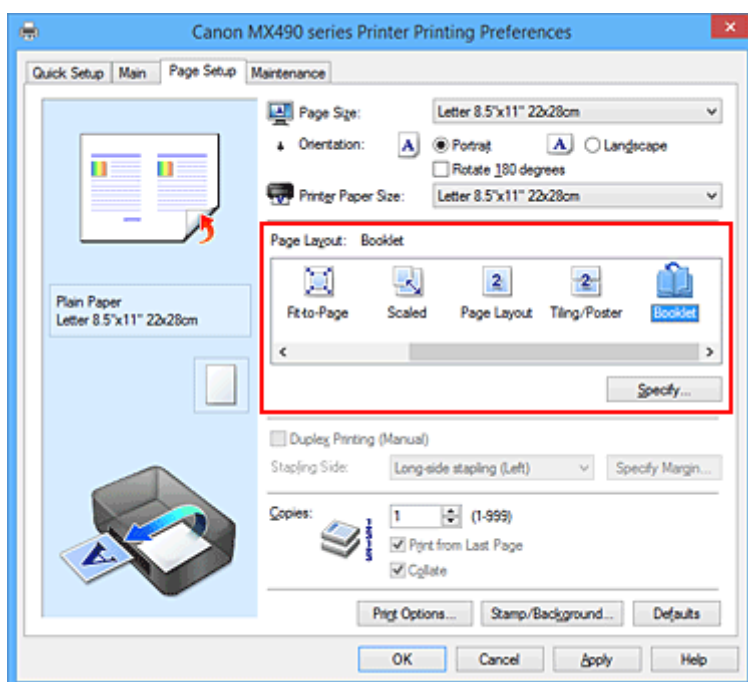 Canon MX490 series Printer Printing Preferences
Quick Setup Main Page Setup Maintenance
Page Size: Letter 8.5"x11" 22x28cm
Orientation: A Portrait A Landscape
Rotate 180 degrees
Printer Paper Size: Letter 8.5"x11" 22x28cm
Page Layout: Booklet
2 2
Fit-to-Page Scaled Page Layout Tiling/Poster Booklet
Plain Paper
Letter 8.5"x11" 22x28cm
Specify...
Duplex Printing (Manual)
Stapling Side: Long-side stapling (Left) Specify Margin...
Copies: 1 (1-999)
Print from Last Page
Collate
A
Print Options... Stamp/Background... Defaults
OK Cancel Apply Help